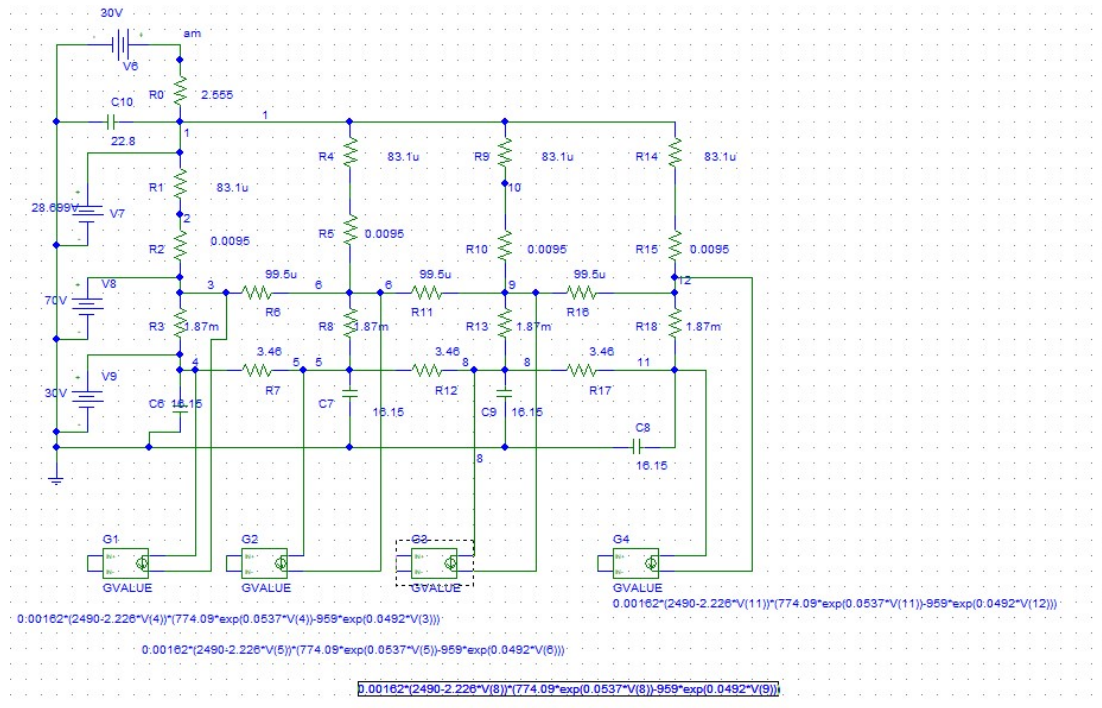 30V
am
V6
R0 2.555
C10
1
22.8
1
R4 83.1u
R9 83.1u
R14 83.1u
R1 83.1u
10
28.699V
V7
2
R2 0.0095
R5 0.0095
R10 0.0095
R15 0.0095
99.5u
99.5u
99.5u
12
70V
V8
3
6
6
9
R6
R11
R16
R3 1.87m
R8 1.87m
R13 1.87m
R18 1.87m
3.46
3.46
3.46
4
5 5
8
8
11
30V
V9
R7
R12
R17
C6 16.15
C7 16.15
C9 16.15
C8
16.15
8
G1
G2
G3
G4
IN+
IN-
IN+
IN-
IN+
IN-
IN+
IN-
GVALUE
GVALUE
GVALUE
GVALUE
0.00162*(2490-2.226*V(11))*(774.09*exp(0.0537*V(11))-959*exp(0.0492*V(12)))
0.00162*(2490-2.226*V(4))*(774.09*exp(0.0537*V(4))-959*exp(0.0492*V(3)))
0.00162*(2490-2.226*V(5))*(774.09*exp(0.0537*V(5))-959*exp(0.0492*V(6)))
0.00162*(2490-2.226*V(8))*(774.09*exp(0.0537*V(8))-959*exp(0.0492*V(9)))